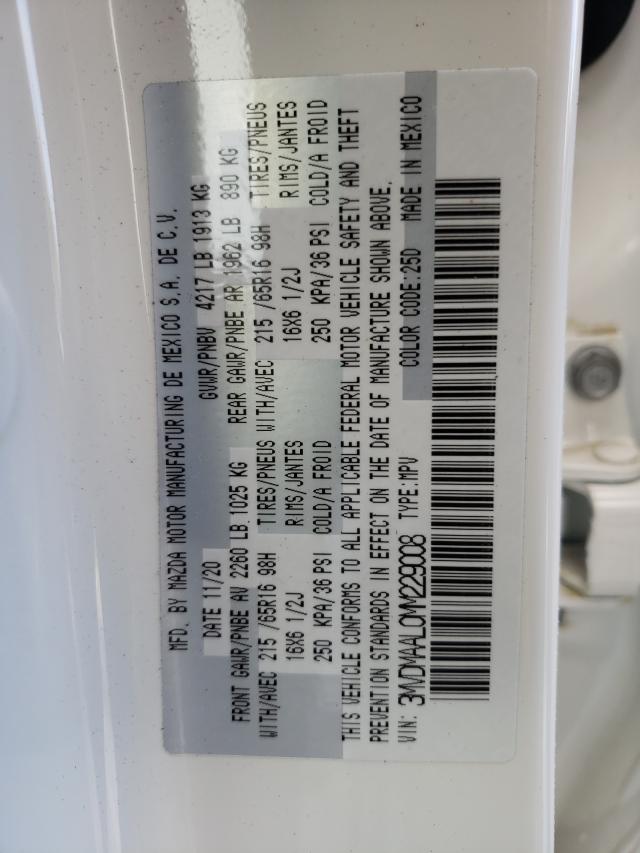 MFD. BY MAZDA MOTOR MANUFACTURING DE MEXICO S.A. DE C.V.
DATE 11/20 GVWR/PNBV 4217 LB 1913 KG
FRONT GAWR/PNBE AV 2260 LB 1025 KG REAR GAWR/PNBE AR 1962 LB 890 KG
WITH/AVEC 215 /65R16 98H TIRES/PNEUS WITH/AVEC 215 /65R16 98H TIRES/PNEUS
16X6 1/2J RIMS/JANTES 16X6 1/2J RIMS/JANTES
250 KPA/36 PSI COLD/A FROID 250 KPA/36 PSI COLD/A FROID
THIS VEHICLE CONFORMS TO ALL APPLICABLE FEDERAL MOTOR VEHICLE SAFETY AND THEFT
PREVENTION STANDARDS IN EFFECT ON THE DATE OF MANUFACTURE SHOWN ABOVE.
VIN: 3MVDMAAL0MM229008 TYPE:MPV COLOR CODE:25D MADE IN MEXICO